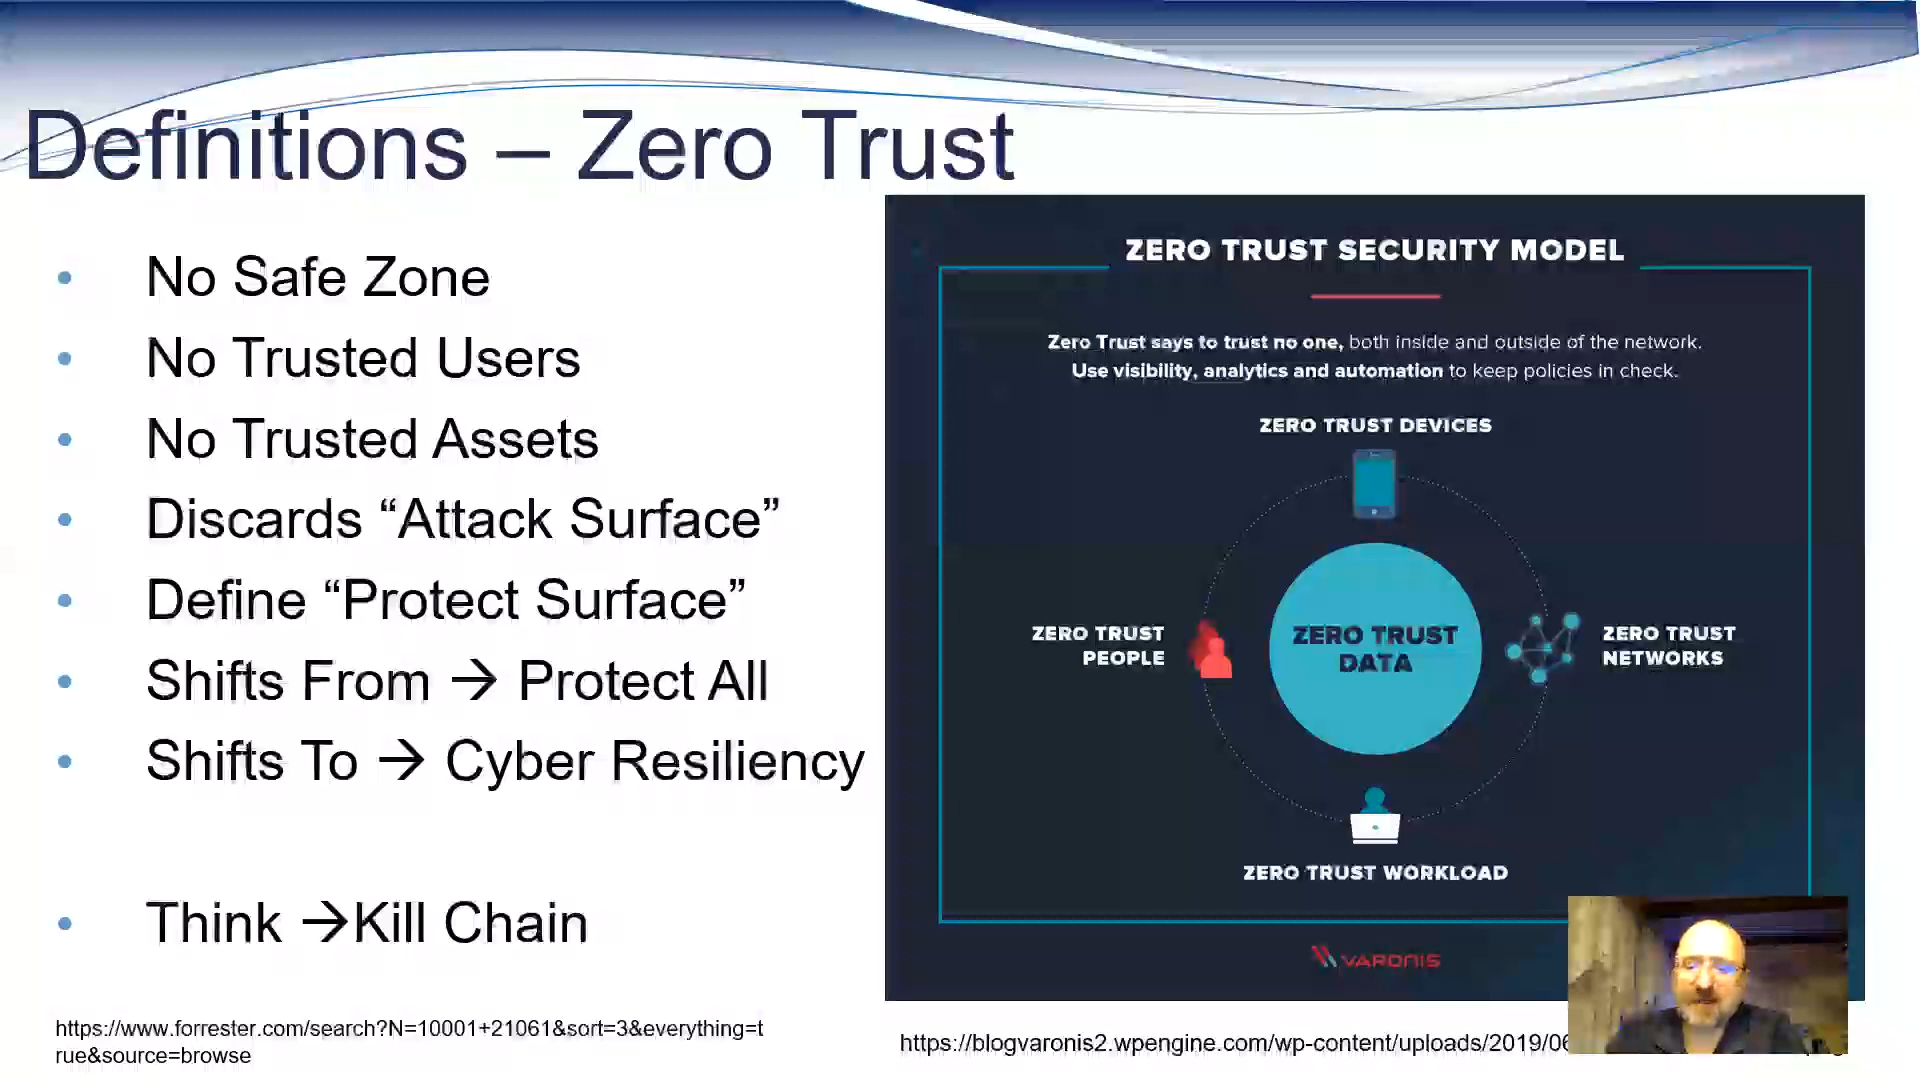 Definitions – Zero Trust
• No Safe Zone
• No Trusted Users
• No Trusted Assets
• Discards “Attack Surface”
• Define “Protect Surface”
• Shifts From → Protect All
• Shifts To → Cyber Resiliency
• Think →Kill Chain
https://www.forrester.com/search?N=10001+21061&sort=3&everything=t
rue&source=browse
ZERO TRUST SECURITY MODEL
Zero Trust says to trust no one, both inside and outside of the network.
Use visibility, analytics and automation to keep policies in check.
ZERO TRUST DEVICES
ZERO TRUST
PEOPLE
ZERO TRUST
DATA
ZERO TRUST
NETWORKS
ZERO TRUST WORKLOAD
VARONIS
https://blogvaronis2.wpengine.com/wp-content/uploads/2019/06